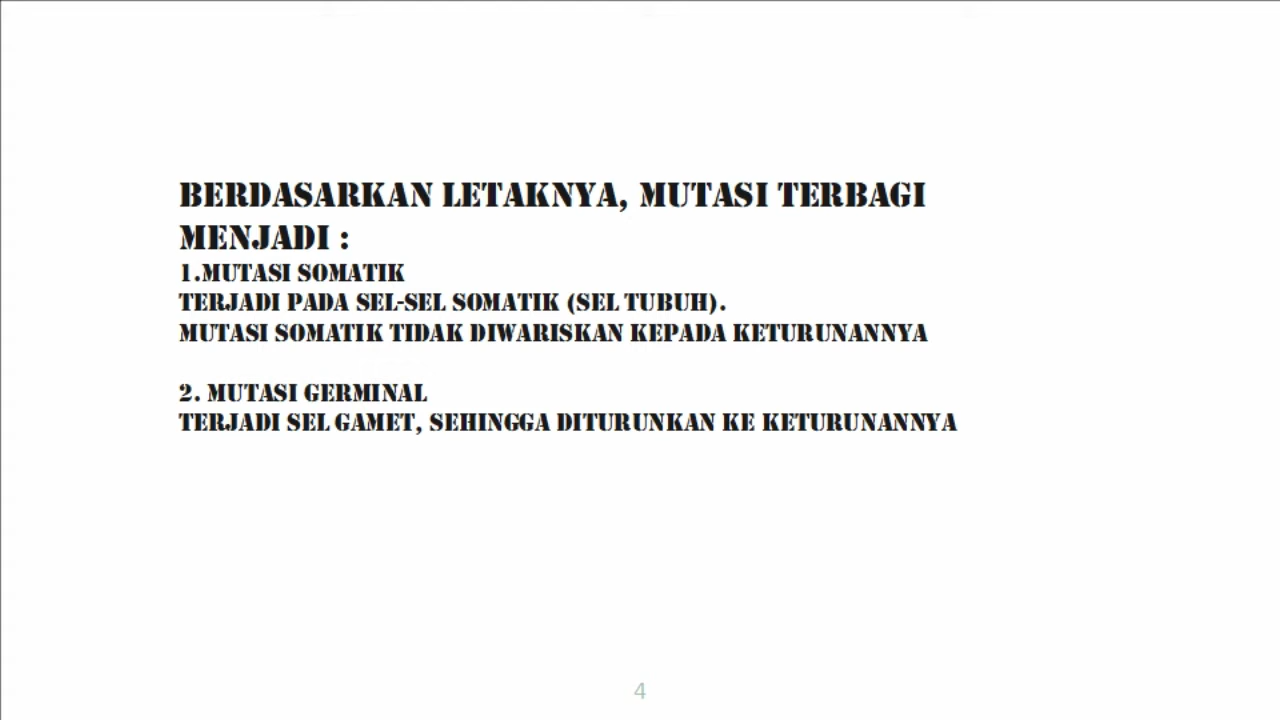 BERDASARKAN LETAKNYA, MUTASI TERBAGI
MENJADI :
1.MUTASI SOMATIK
TERJADI PADA SEL-SEL SOMATIK (SEL TUBUH).
MUTASI SOMATIK TIDAK DIWARISKAN KEPADA KETURUNANNYA
2. MUTASI GERMINAL
TERJADI SEL GAMET, SEHINGGA DITURUNKAN KE KETURUNANNYA
4